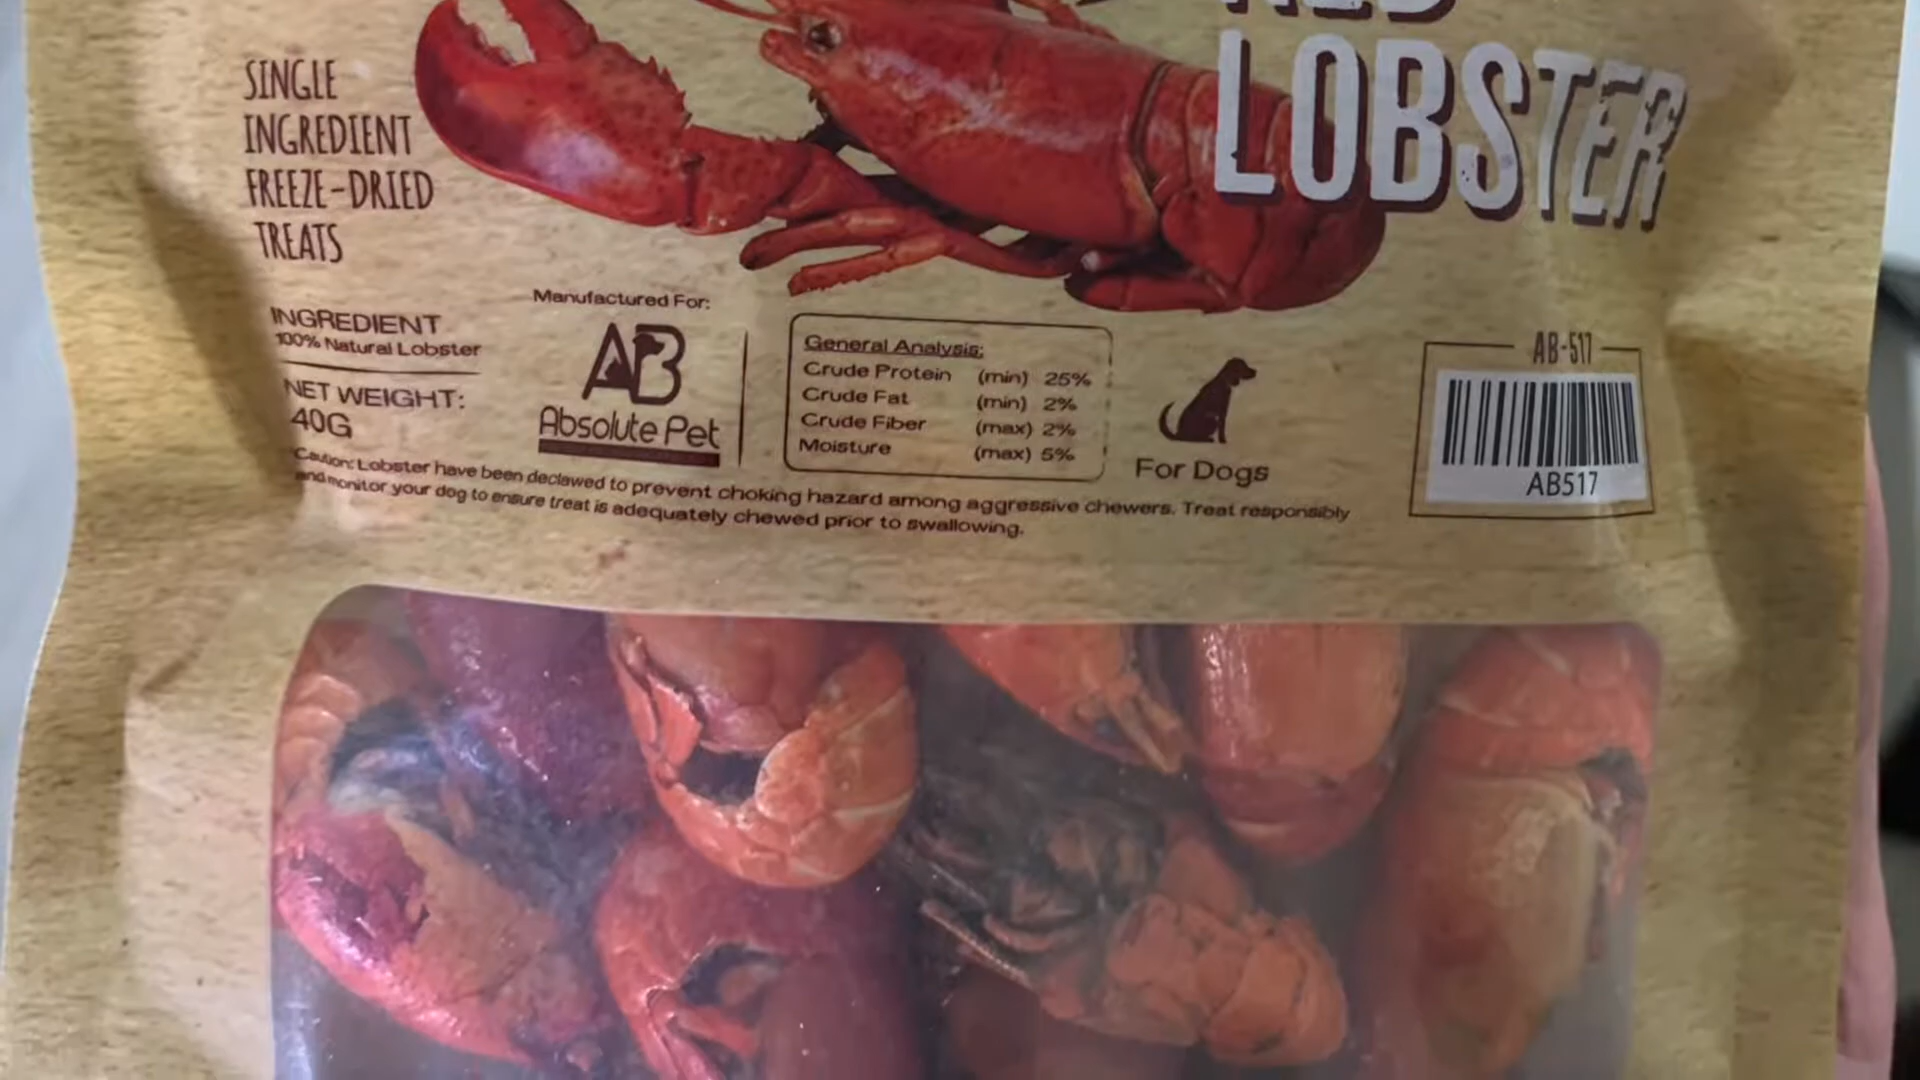 LOBSTER
SINGLE
INGREDIENT
FREEZE-DRIED
TREATS
INGREDIENT
100% Natural Lobster
NET WEIGHT:
40G
Manufactured For:
AB
Absolute Pet
General Analysis:
Crude Protein (min) 25%
Crude Fat (min) 2%
Crude Fiber (max) 2%
Moisture (max) 5%
For Dogs
AB-517
AB517
Caution: Lobster have been declawed to prevent choking hazard among aggressive chewers. Treat responsibly
and monitor your dog to ensure treat is adequately chewed prior to swallowing.